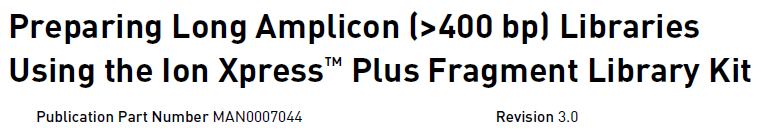 Preparing Long Amplicon (>400 bp) Libraries
Using the Ion Xpress™ Plus Fragment Library Kit
Publication Part Number MAN0007044 Revision 3.0